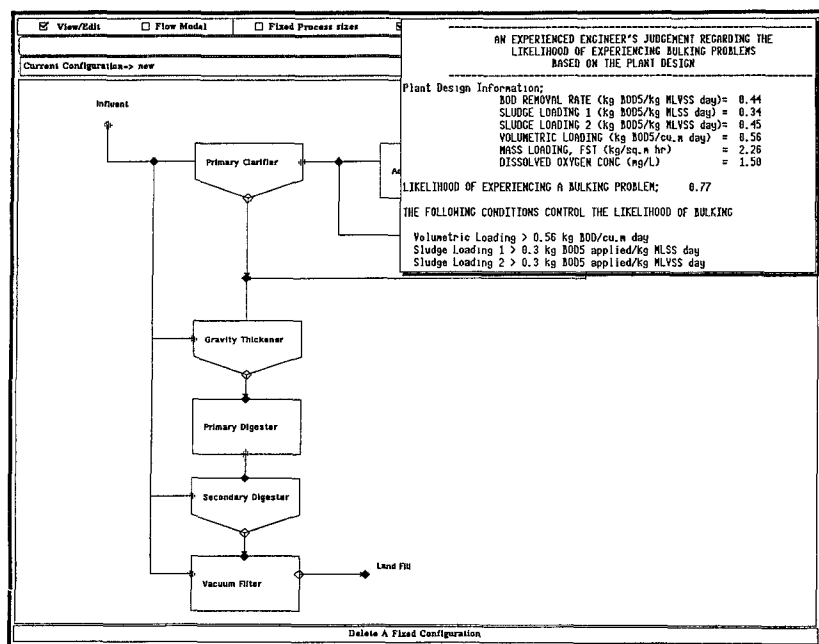 View/Edit
Flow Modal
Fixed Process sizes
Current Configuration=> new
AN EXPERIENCED ENGINEER'S JUDGEMENT REGARDING THE
LIKELIHOOD OF EXPERIENCING BULKING PROBLEMS
BASED ON THE PLANT DESIGN
Plant Design Information;
BOD REMOVAL RATE (kg BOD5/kg MLVSS day)= 0.44
SLUDGE LOADING 1 (kg BOD5/kg MLSS day)= 0.34
SLUDGE LOADING 2 (kg BOD5/kg MLVSS day)= 0.45
VOLUMETRIC LOADING (kg BOD5/cu.m day) = 0.56
MASS LOADING, FST (kg/sq.m hr) = 2.26
DISSOLVED OXYGEN CONC (mg/L) = 1.50
LIKELIHOOD OF EXPERIENCING A BULKING PROBLEM; 0.77
THE FOLLOWING CONDITIONS CONTROL THE LIKELIHOOD OF BULKING
Volumetric Loading > 0.56 kg BOD/cu.m day
Sludge Loading 1 > 0.3 kg BOD5 applied/kg MLSS day
Sludge Loading 2 > 0.3 kg BOD5 applied/kg MLVSS day
Influent
Primary Clarifier
Gravity Thickener
Primary Digester
Secondary Digester
Vacuum Filter
Land Fill
Delete A Fixed Configuration